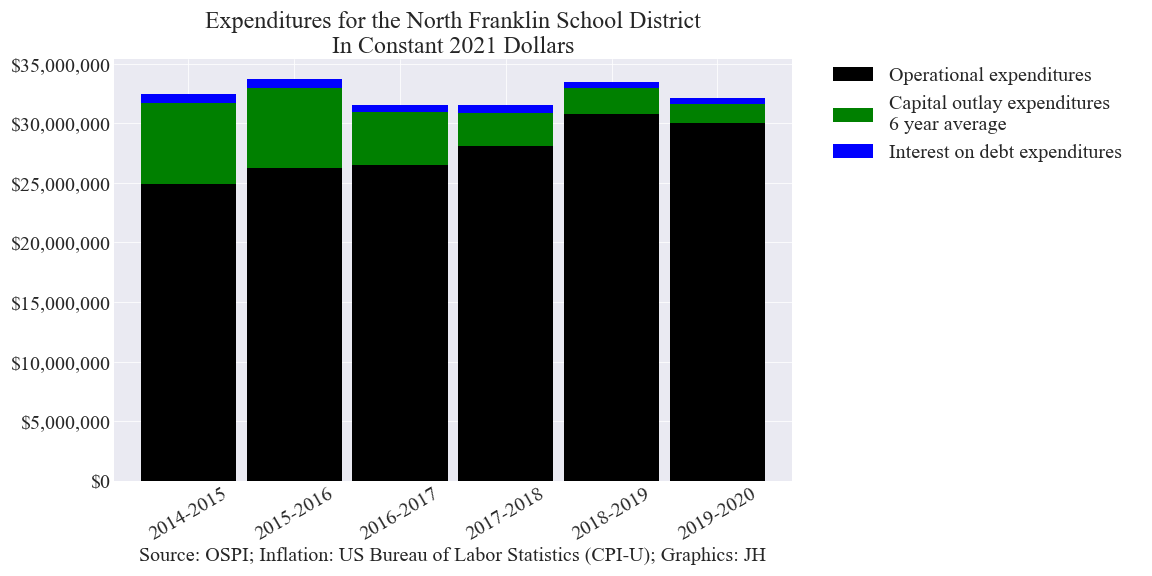 Expenditures for the North Franklin School District
In Constant 2021 Dollars
$35,000,000
$30,000,000
$25,000,000
$20,000,000
$15,000,000
$10,000,000
$5,000,000
$0
2014-2015
2015-2016
2016-2017
2017-2018
2018-2019
2019-2020
Source: OSPI; Inflation: US Bureau of Labor Statistics (CPI-U); Graphics: JH
Operational expenditures
Capital outlay expenditures
6 year average
Interest on debt expenditures